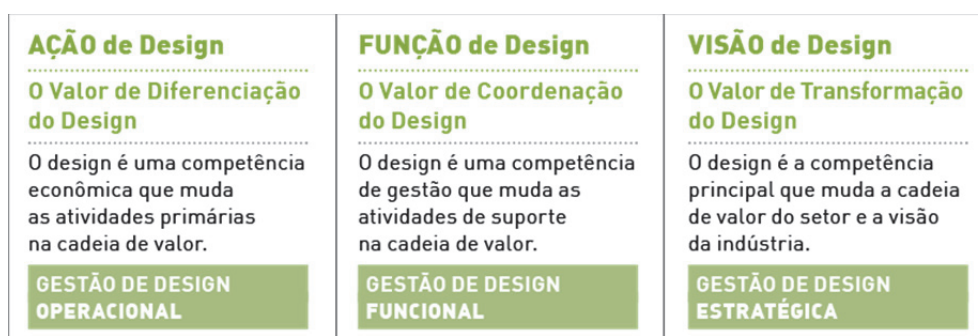 AÇÃO de Design
O Valor de Diferenciação
do Design
O design é uma competência
econômica que muda
as atividades primárias
na cadeia de valor.
GESTÃO DE DESIGN
OPERACIONAL
FUNÇÃO de Design
O Valor de Coordenação
do Design
O design é uma competência
de gestão que muda as
atividades de suporte
na cadeia de valor.
GESTÃO DE DESIGN
FUNCIONAL
VISÃO de Design
O Valor de Transformação
do Design
O design é a competência
principal que muda a cadeia
de valor do setor e a visão
da indústria.
GESTÃO DE DESIGN
ESTRATÉGICA